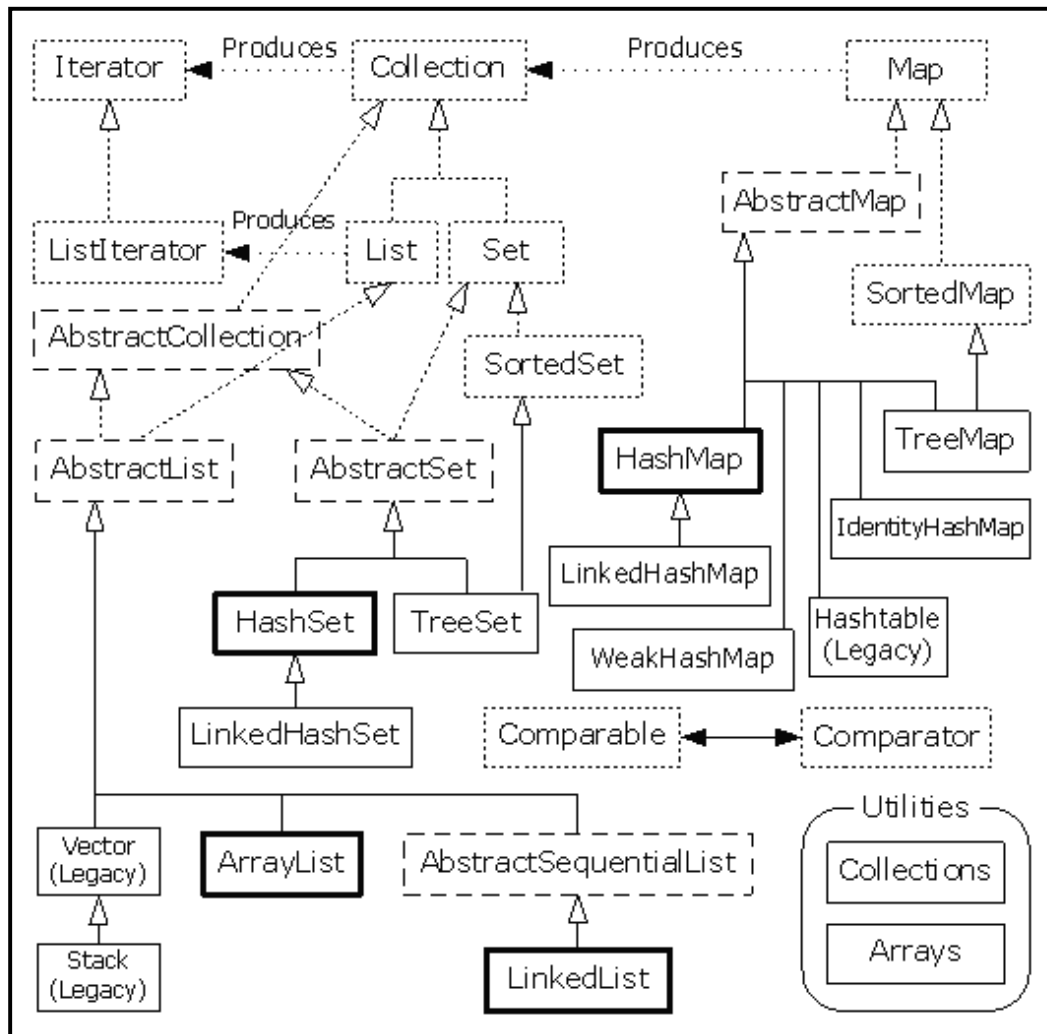 Produces
Produces
Iterator
Collection
Map
AbstractMap
Produces
ListIterator
List
Set
SortedMap
AbstractCollection
SortedSet
TreeMap
HashMap
AbstractList
AbstractSet
IdentityHashMap
LinkedHashMap
HashSet
TreeSet
Hashtable
(Legacy)
WeakHashMap
LinkedHashSet
Comparable
Comparator
Utilities
Vector
(Legacy)
ArrayList
AbstractSequentialList
Collections
Stack
(Legacy)
LinkedList
Arrays